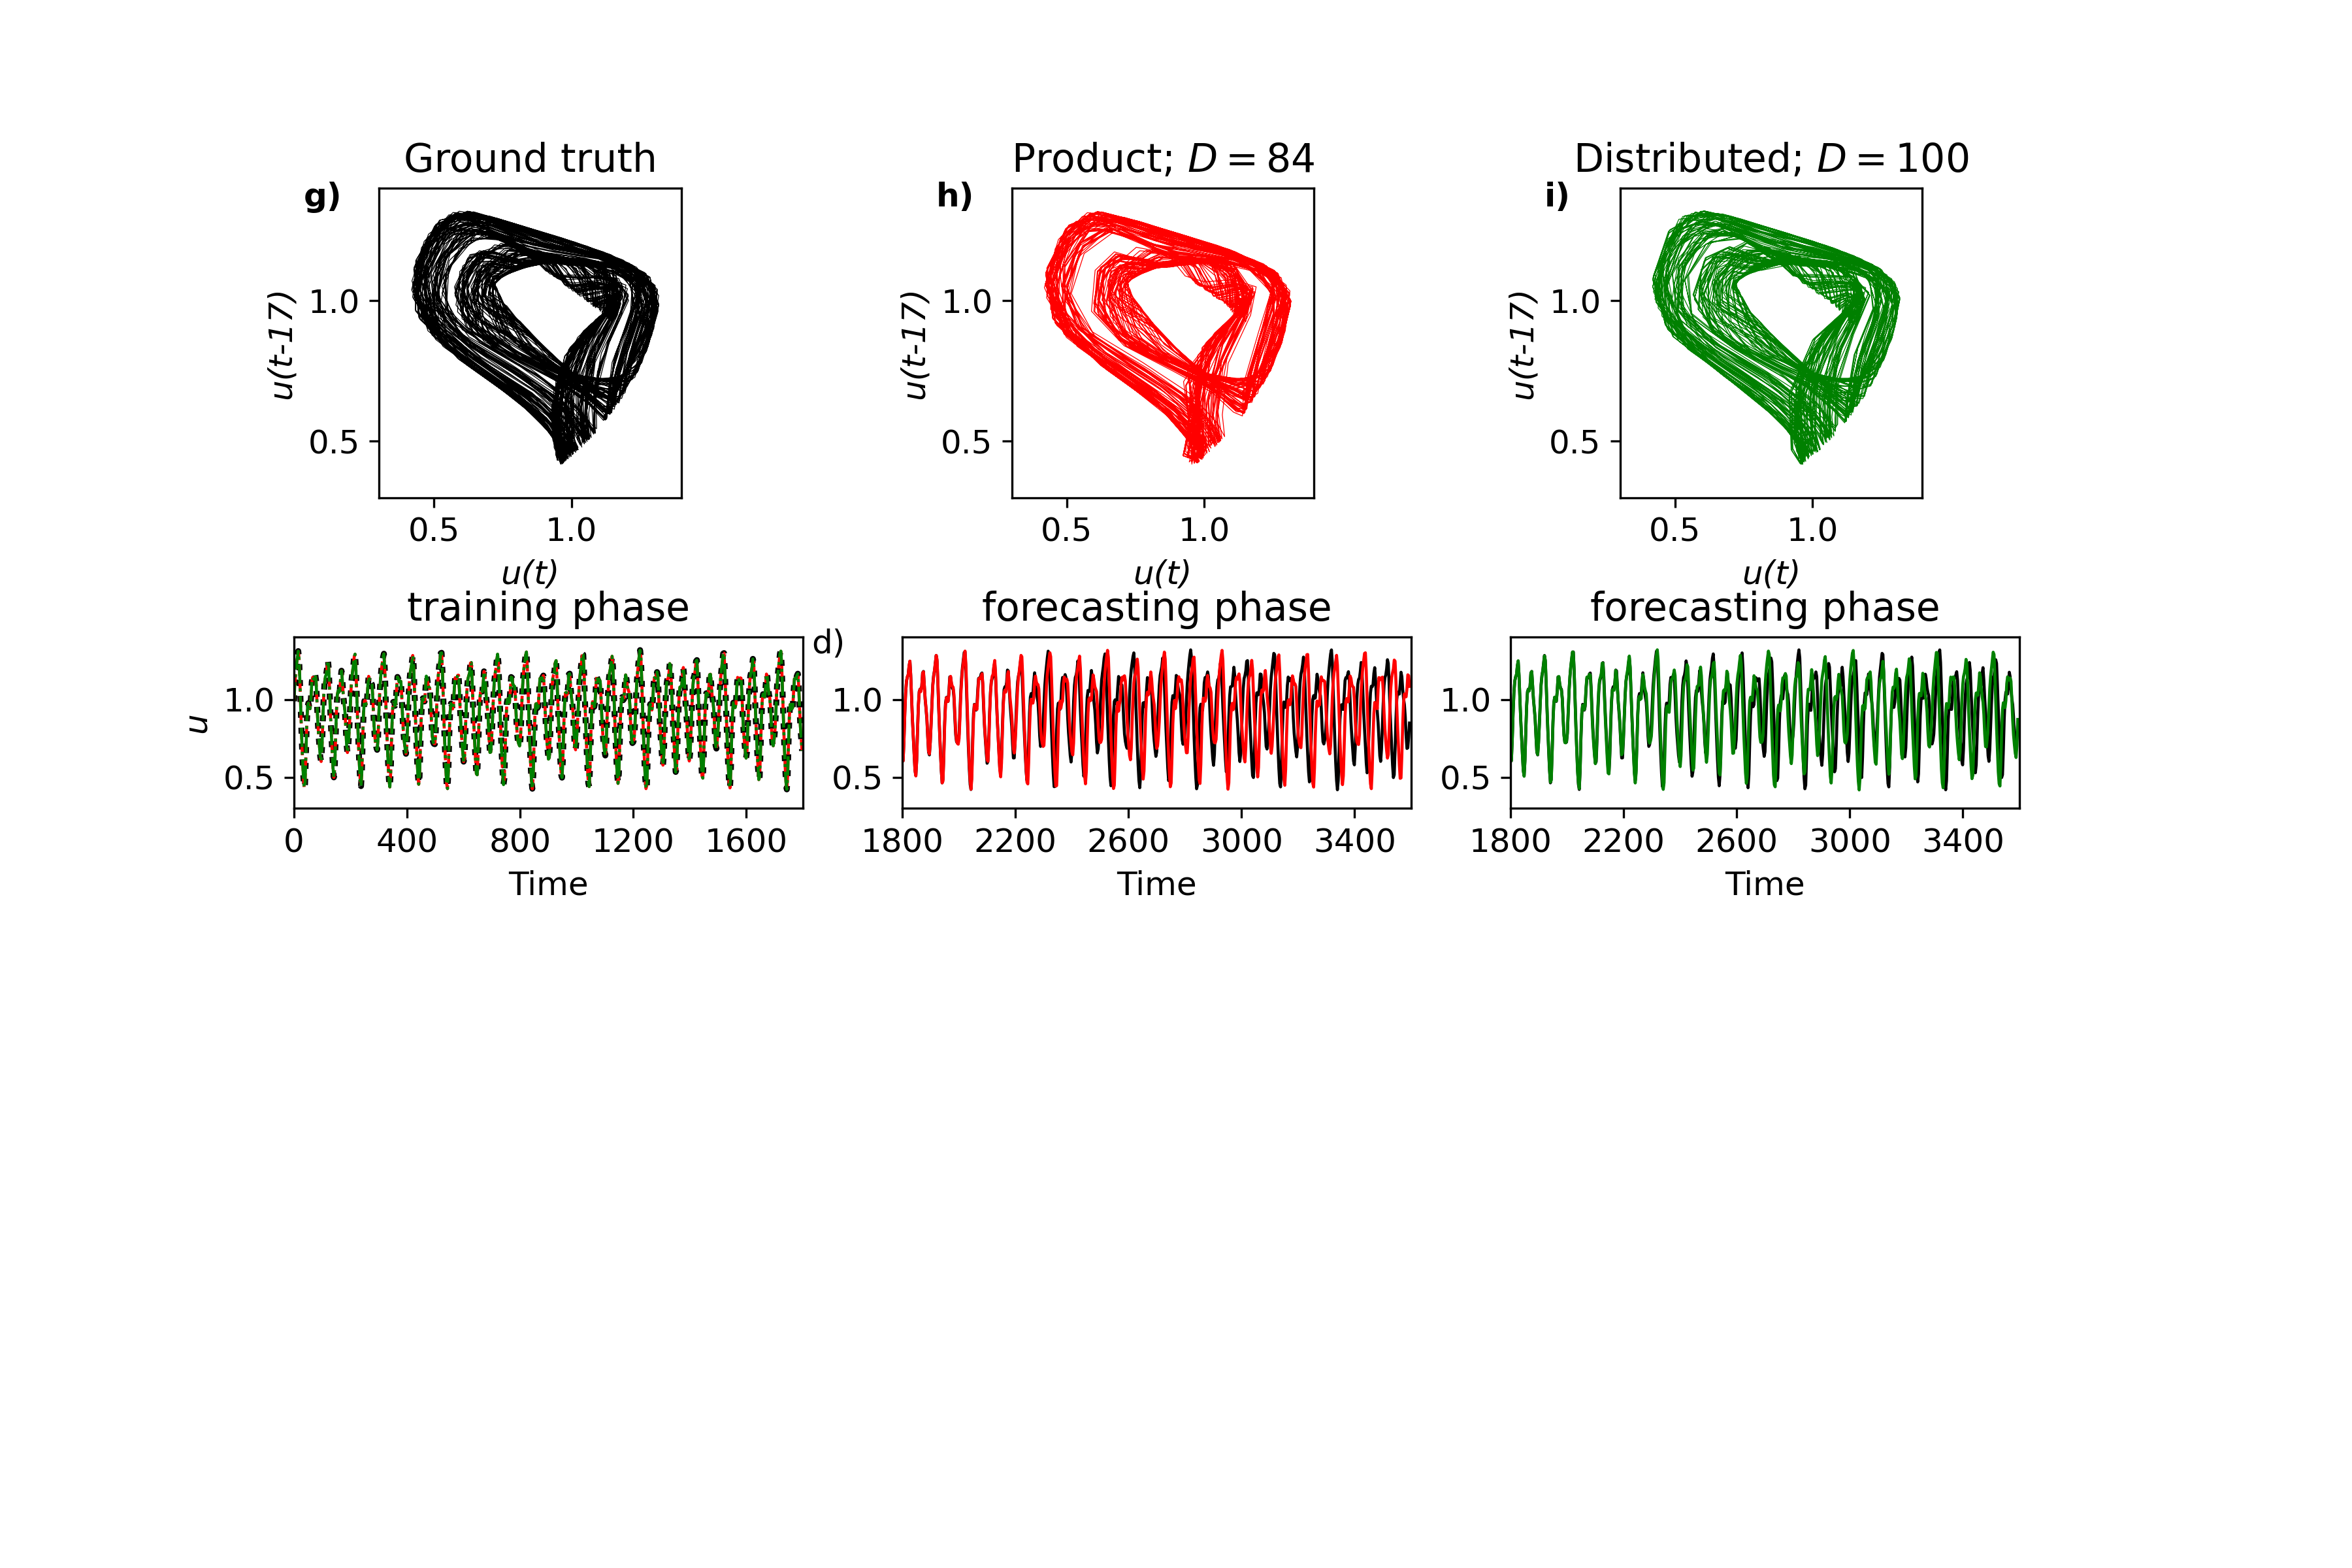 Ground truth
Product; D = 84
Distributed; D = 100
g)
h)
i)
u(t-17)
1.0
0.5
u(t-17)
1.0
0.5
u(t-17)
1.0
0.5
0.5 1.0
0.5 1.0
0.5 1.0
u(t)
u(t)
u(t)
training phase
forecasting phase
forecasting phase
d)
u
1.0
0.5
1.0
0.5
1.0
0.5
0 400 800 1200 1600
1800 2200 2600 3000 3400
1800 2200 2600 3000 3400
Time
Time
Time